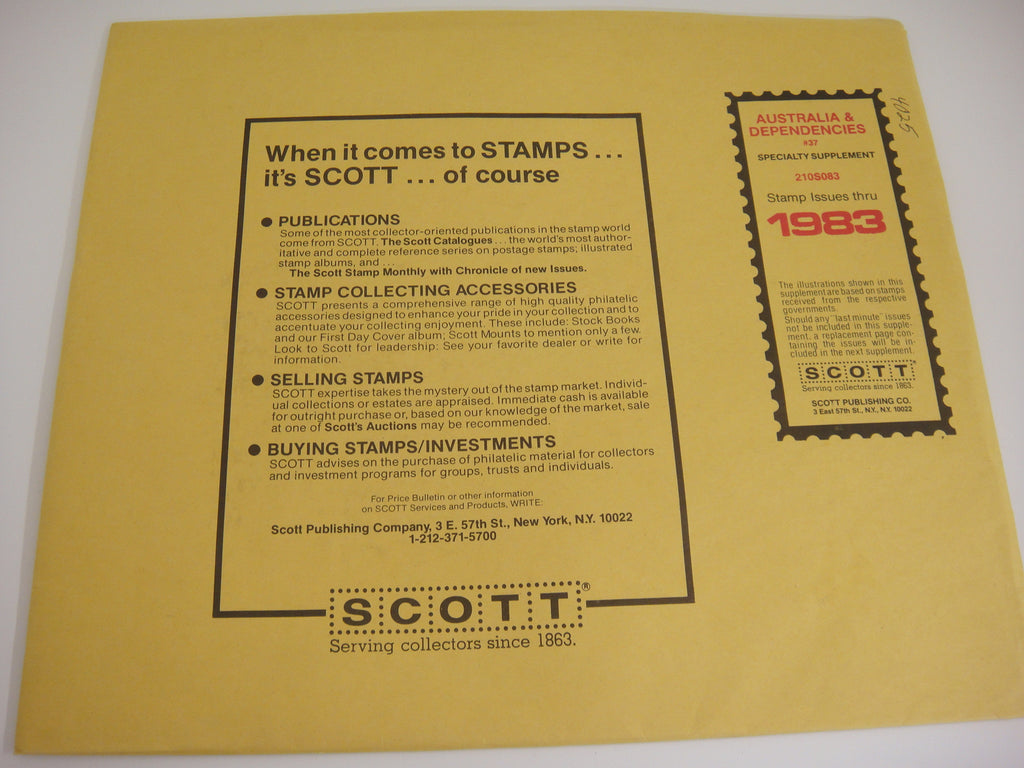 When it comes to STAMPS ...
it's SCOTT ... of course
● PUBLICATIONS
Some of the most collector-oriented publications in the stamp world
come from SCOTT. The Scott Catalogues ... the world's most author-
itative and complete reference series on postage stamps; illustrated
stamp albums, and ...
The Scott Stamp Monthly with Chronicle of new Issues.
● STAMP COLLECTING ACCESSORIES
SCOTT presents a comprehensive range of high quality philatelic
accessories designed to enhance your pride in your collection and to
accentuate your collecting enjoyment. These include: Stock Books
and our First Day Cover album; Scott Mounts to mention only a few.
Look to Scott for leadership: See your favorite dealer or write for
information.
● SELLING STAMPS
SCOTT expertise takes the mystery out of the stamp market. Individ-
ual collections or estates are appraised. Immediate cash is available
for outright purchase or, based on our knowledge of the market, sale
at one of Scott's Auctions may be recommended.
● BUYING STAMPS/INVESTMENTS
SCOTT advises on the purchase of philatelic material for collectors
and investment programs for groups, trusts and individuals.
For Price Bulletin or other information
on SCOTT Services and Products, WRITE:
Scott Publishing Company, 3 E. 57th St., New York, N.Y. 10022
1-212-371-5700
SCOTT®
Serving collectors since 1863.
AUSTRALIA &
DEPENDENCIES
#37
SPECIALTY SUPPLEMENT
210S083
Stamp Issues thru
1983
The illustrations shown in this
supplement are based on stamps
received from the respective
governments.
Should any "last minute" issues
not be included in this supple-
ment, a replacement page con-
taining the issues will be in-
cluded in the next supplement.
SCOTT
Serving collectors since 1863.
SCOTT PUBLISHING CO.
3 East 57th St., N.Y., N.Y. 10022
4025